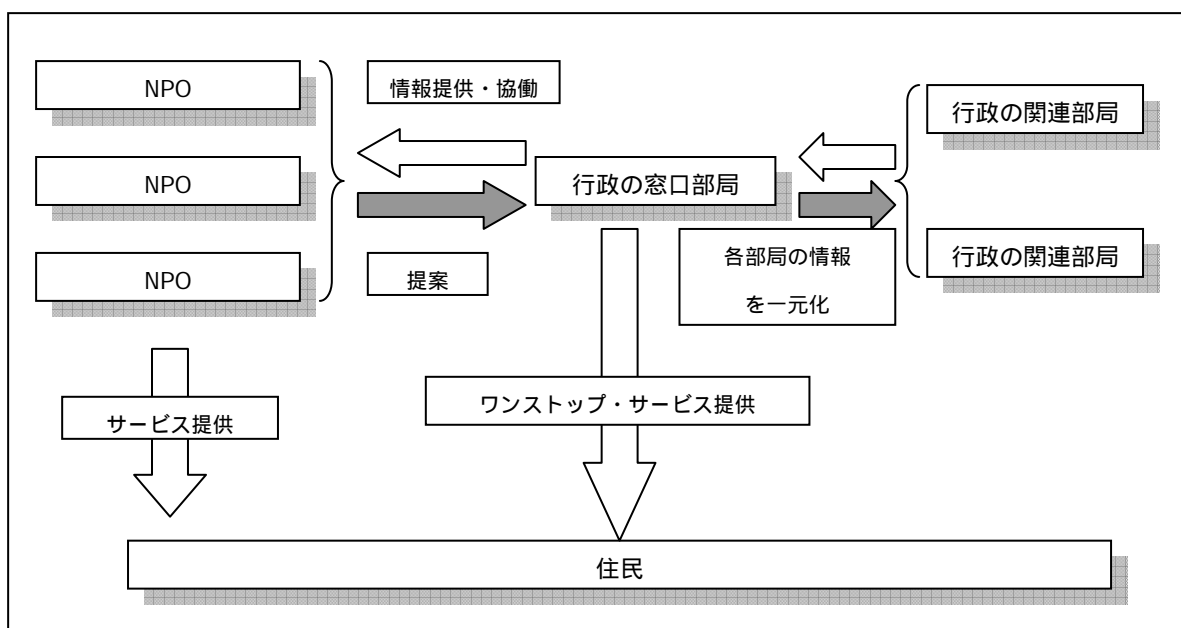 NPO
NPO
NPO
情報提供・協働
提案
行政の窓口部局
行政の関連部局
行政の関連部局
各部局の情報
を一元化
サービス提供
ワンストップ・サービス提供
住民